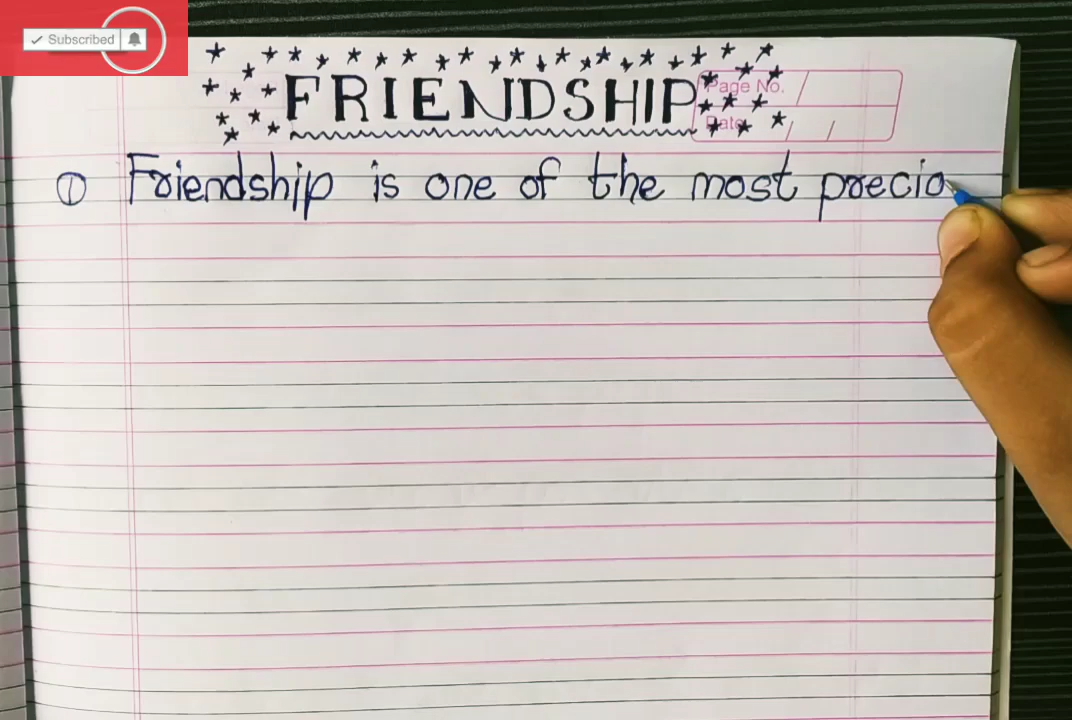 Subscribed
FRIENDSHIP
Page No.
Date
① Friendship is one of the most precio